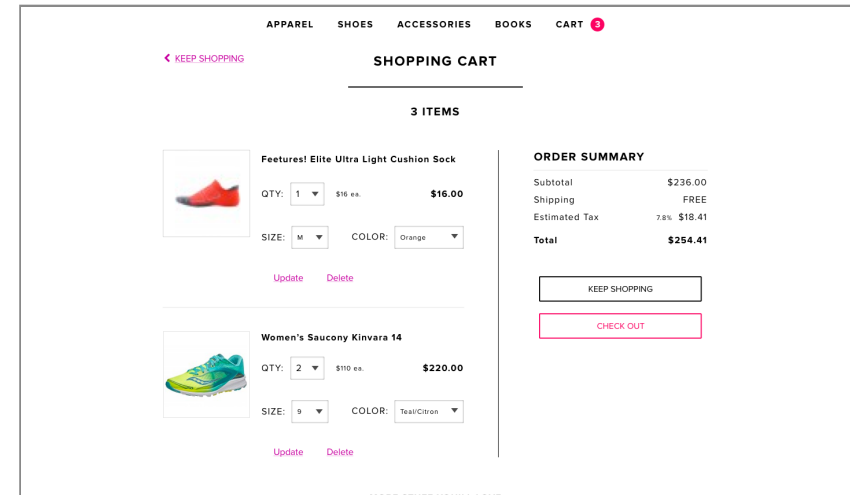 APPAREL SHOES ACCESSORIES BOOKS CART 3
KEEP SHOPPING
SHOPPING CART
3 ITEMS
Feetures! Elite Ultra Light Cushion Sock
QTY: 1 $16 ea. $16.00
SIZE: M COLOR: Orange
Update Delete
Women's Saucony Kinvara 14
QTY: 2 $110 ea. $220.00
SIZE: 9 COLOR: Teal/Citron
Update Delete
ORDER SUMMARY
Subtotal $236.00
Shipping FREE
Estimated Tax 7.8% $18.41
Total $254.41
KEEP SHOPPING
CHECK OUT